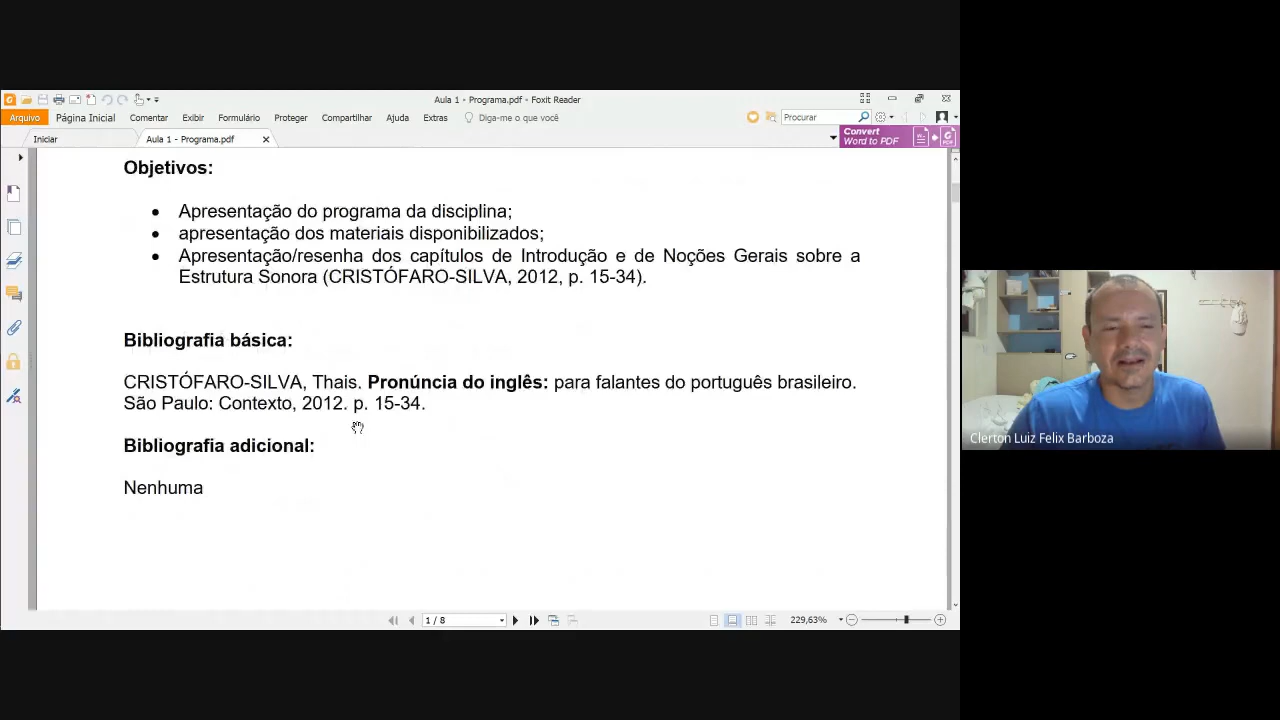 Aula 1 - Programa.pdf - Foxit Reader
Arquivo Página Inicial Comentar Exibir Formulário Proteger Compartilhar Ajuda Extras Diga-me o que você Procurar
Iniciar Aula 1 - Programa.pdf
Convert
Word to PDF
Objetivos:
• Apresentação do programa da disciplina;
• apresentação dos materiais disponibilizados;
• Apresentação/resenha dos capítulos de Introdução e de Noções Gerais sobre a
Estrutura Sonora (CRISTÓFARO-SILVA, 2012, p. 15-34).
Bibliografia básica:
CRISTÓFARO-SILVA, Thais. Pronúncia do inglês: para falantes do português brasileiro.
São Paulo: Contexto, 2012. p. 15-34.
Bibliografia adicional:
Nenhuma
1 / 8
229,63%
Clerton Luiz Felix Barboza